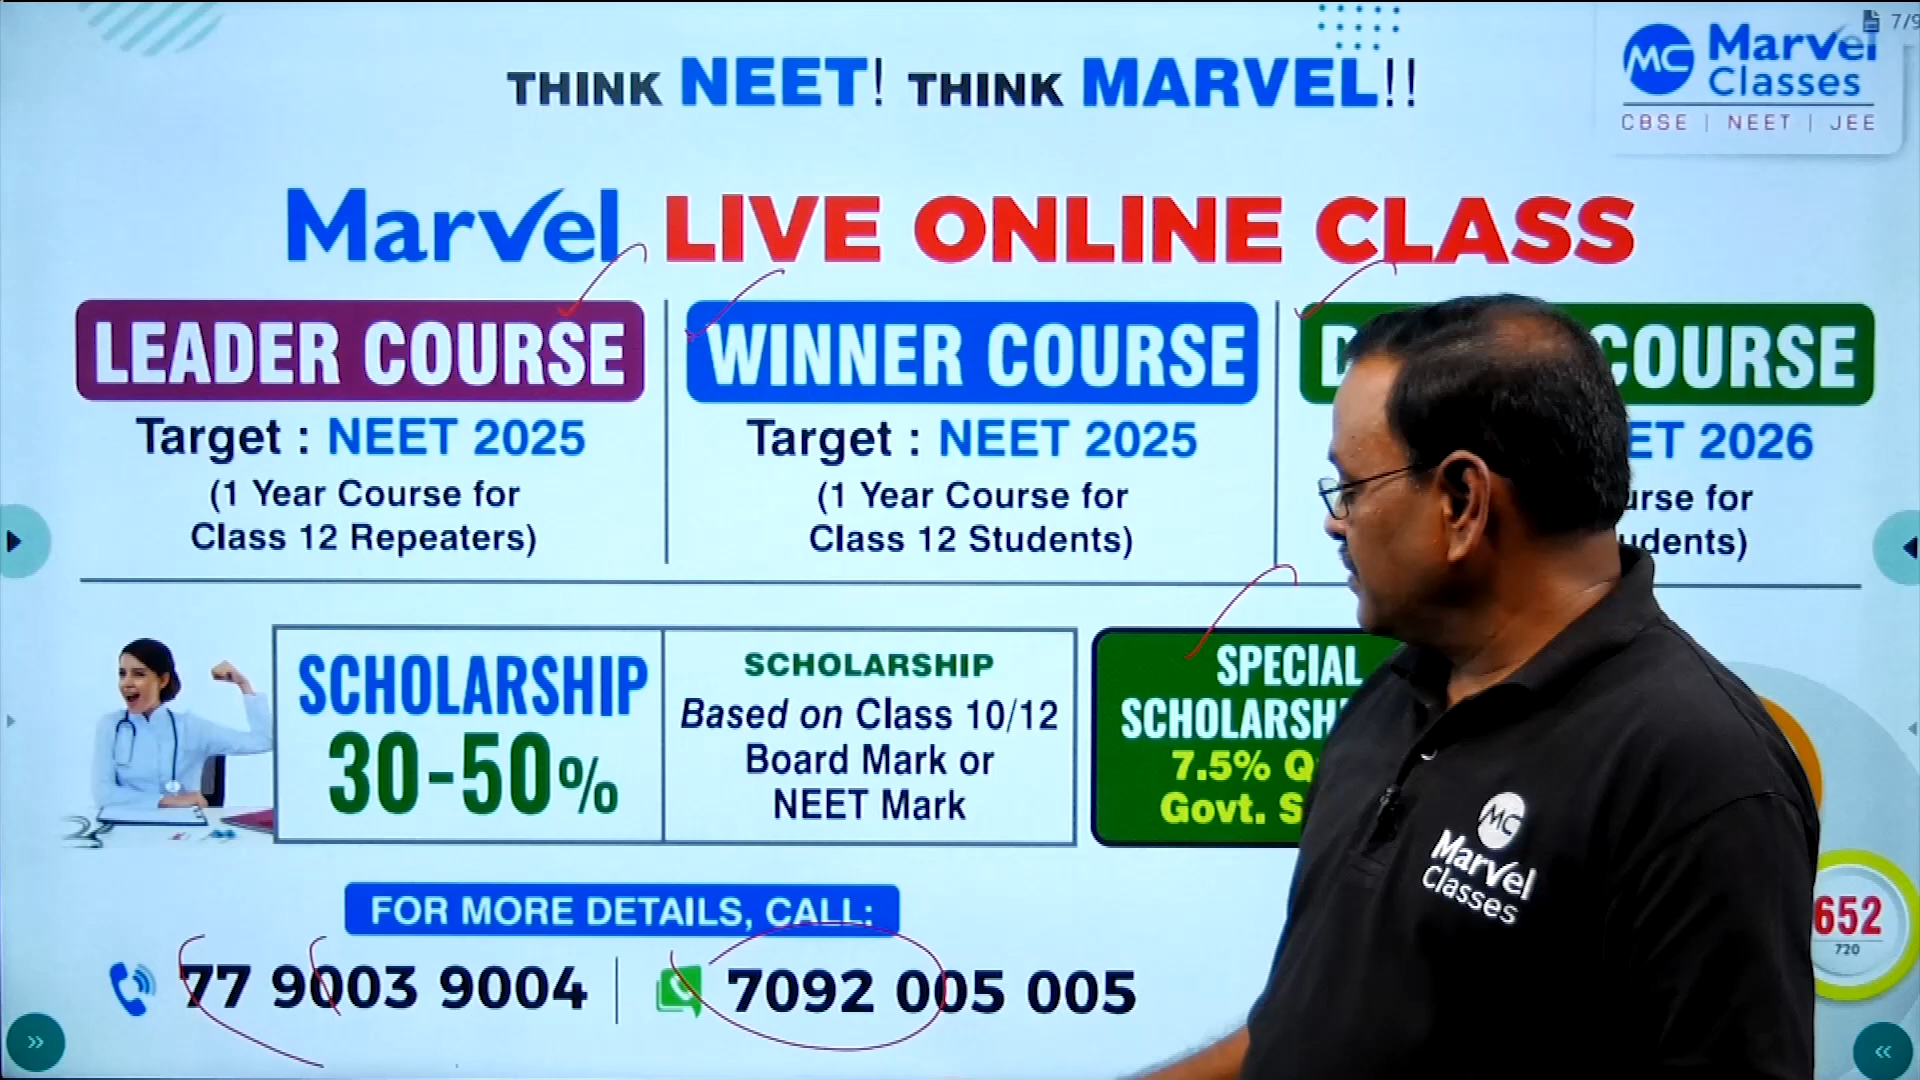 7/9
THINK NEET! THINK MARVEL!!
MC Marvel
Classes
CBSE | NEET | JEE
Marvel LIVE ONLINE CLASS
LEADER COURSE
Target : NEET 2025
(1 Year Course for
Class 12 Repeaters)
WINNER COURSE
Target : NEET 2025
(1 Year Course for
Class 12 Students)
COURSE
2026
for
SCHOLARSHIP
30-50%
SCHOLARSHIP
Based on Class 10/12
Board Mark or
NEET Mark
SPECIAL
7.5%
Govt.
FOR MORE DETAILS, CALL:
77 9003 9004
7092 005 005
652
720
MC
Marvel
Classes